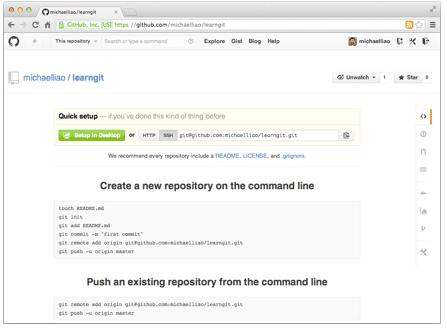 GitHub, Inc. [US] https://github.com/michaelliao/learngit
This repository Search or type a command Explore Gist Blog Help michaelliao
michaelliao / learngit Unwatch 1 Star 0
Quick setup — if you've done this kind of thing before
Setup in Desktop or HTTP SSH git@github.com:michaelliao/learngit.git
We recommend every repository include a README, LICENSE, and .gitignore.
Create a new repository on the command line
touch README.md
git init
git add README.md
git commit -m "first commit"
git remote add origin git@github.com:michaelliao/learngit.git
git push -u origin master
Push an existing repository from the command line
git remote add origin git@github.com:michaelliao/learngit.git
git push -u origin master